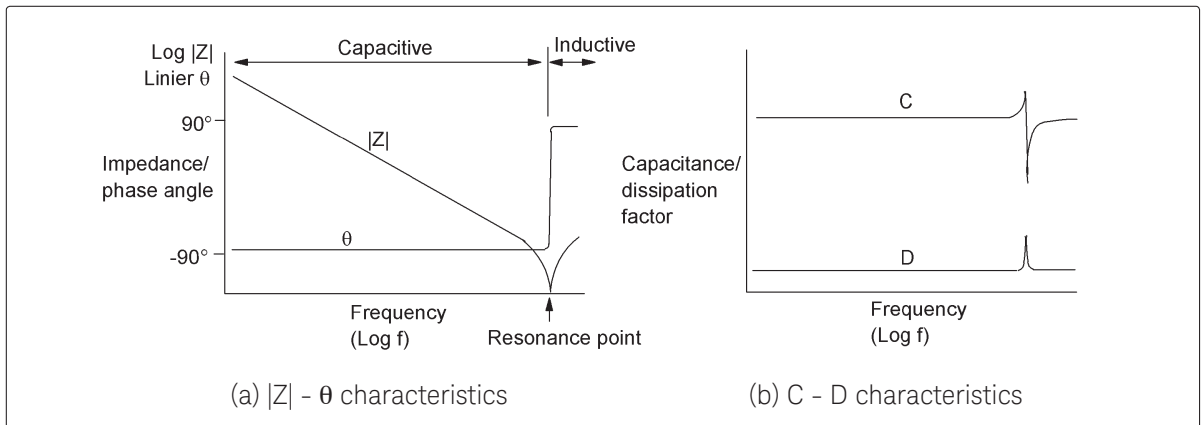 Log |Z|
Linier θ
Capacitive
Inductive
90°
|Z|
Impedance/
phase angle
θ
-90°
Frequency
(Log f)
Resonance point
(a) |Z| - θ characteristics
C
Capacitance/
dissipation
factor
D
Frequency
(Log f)
(b) C - D characteristics